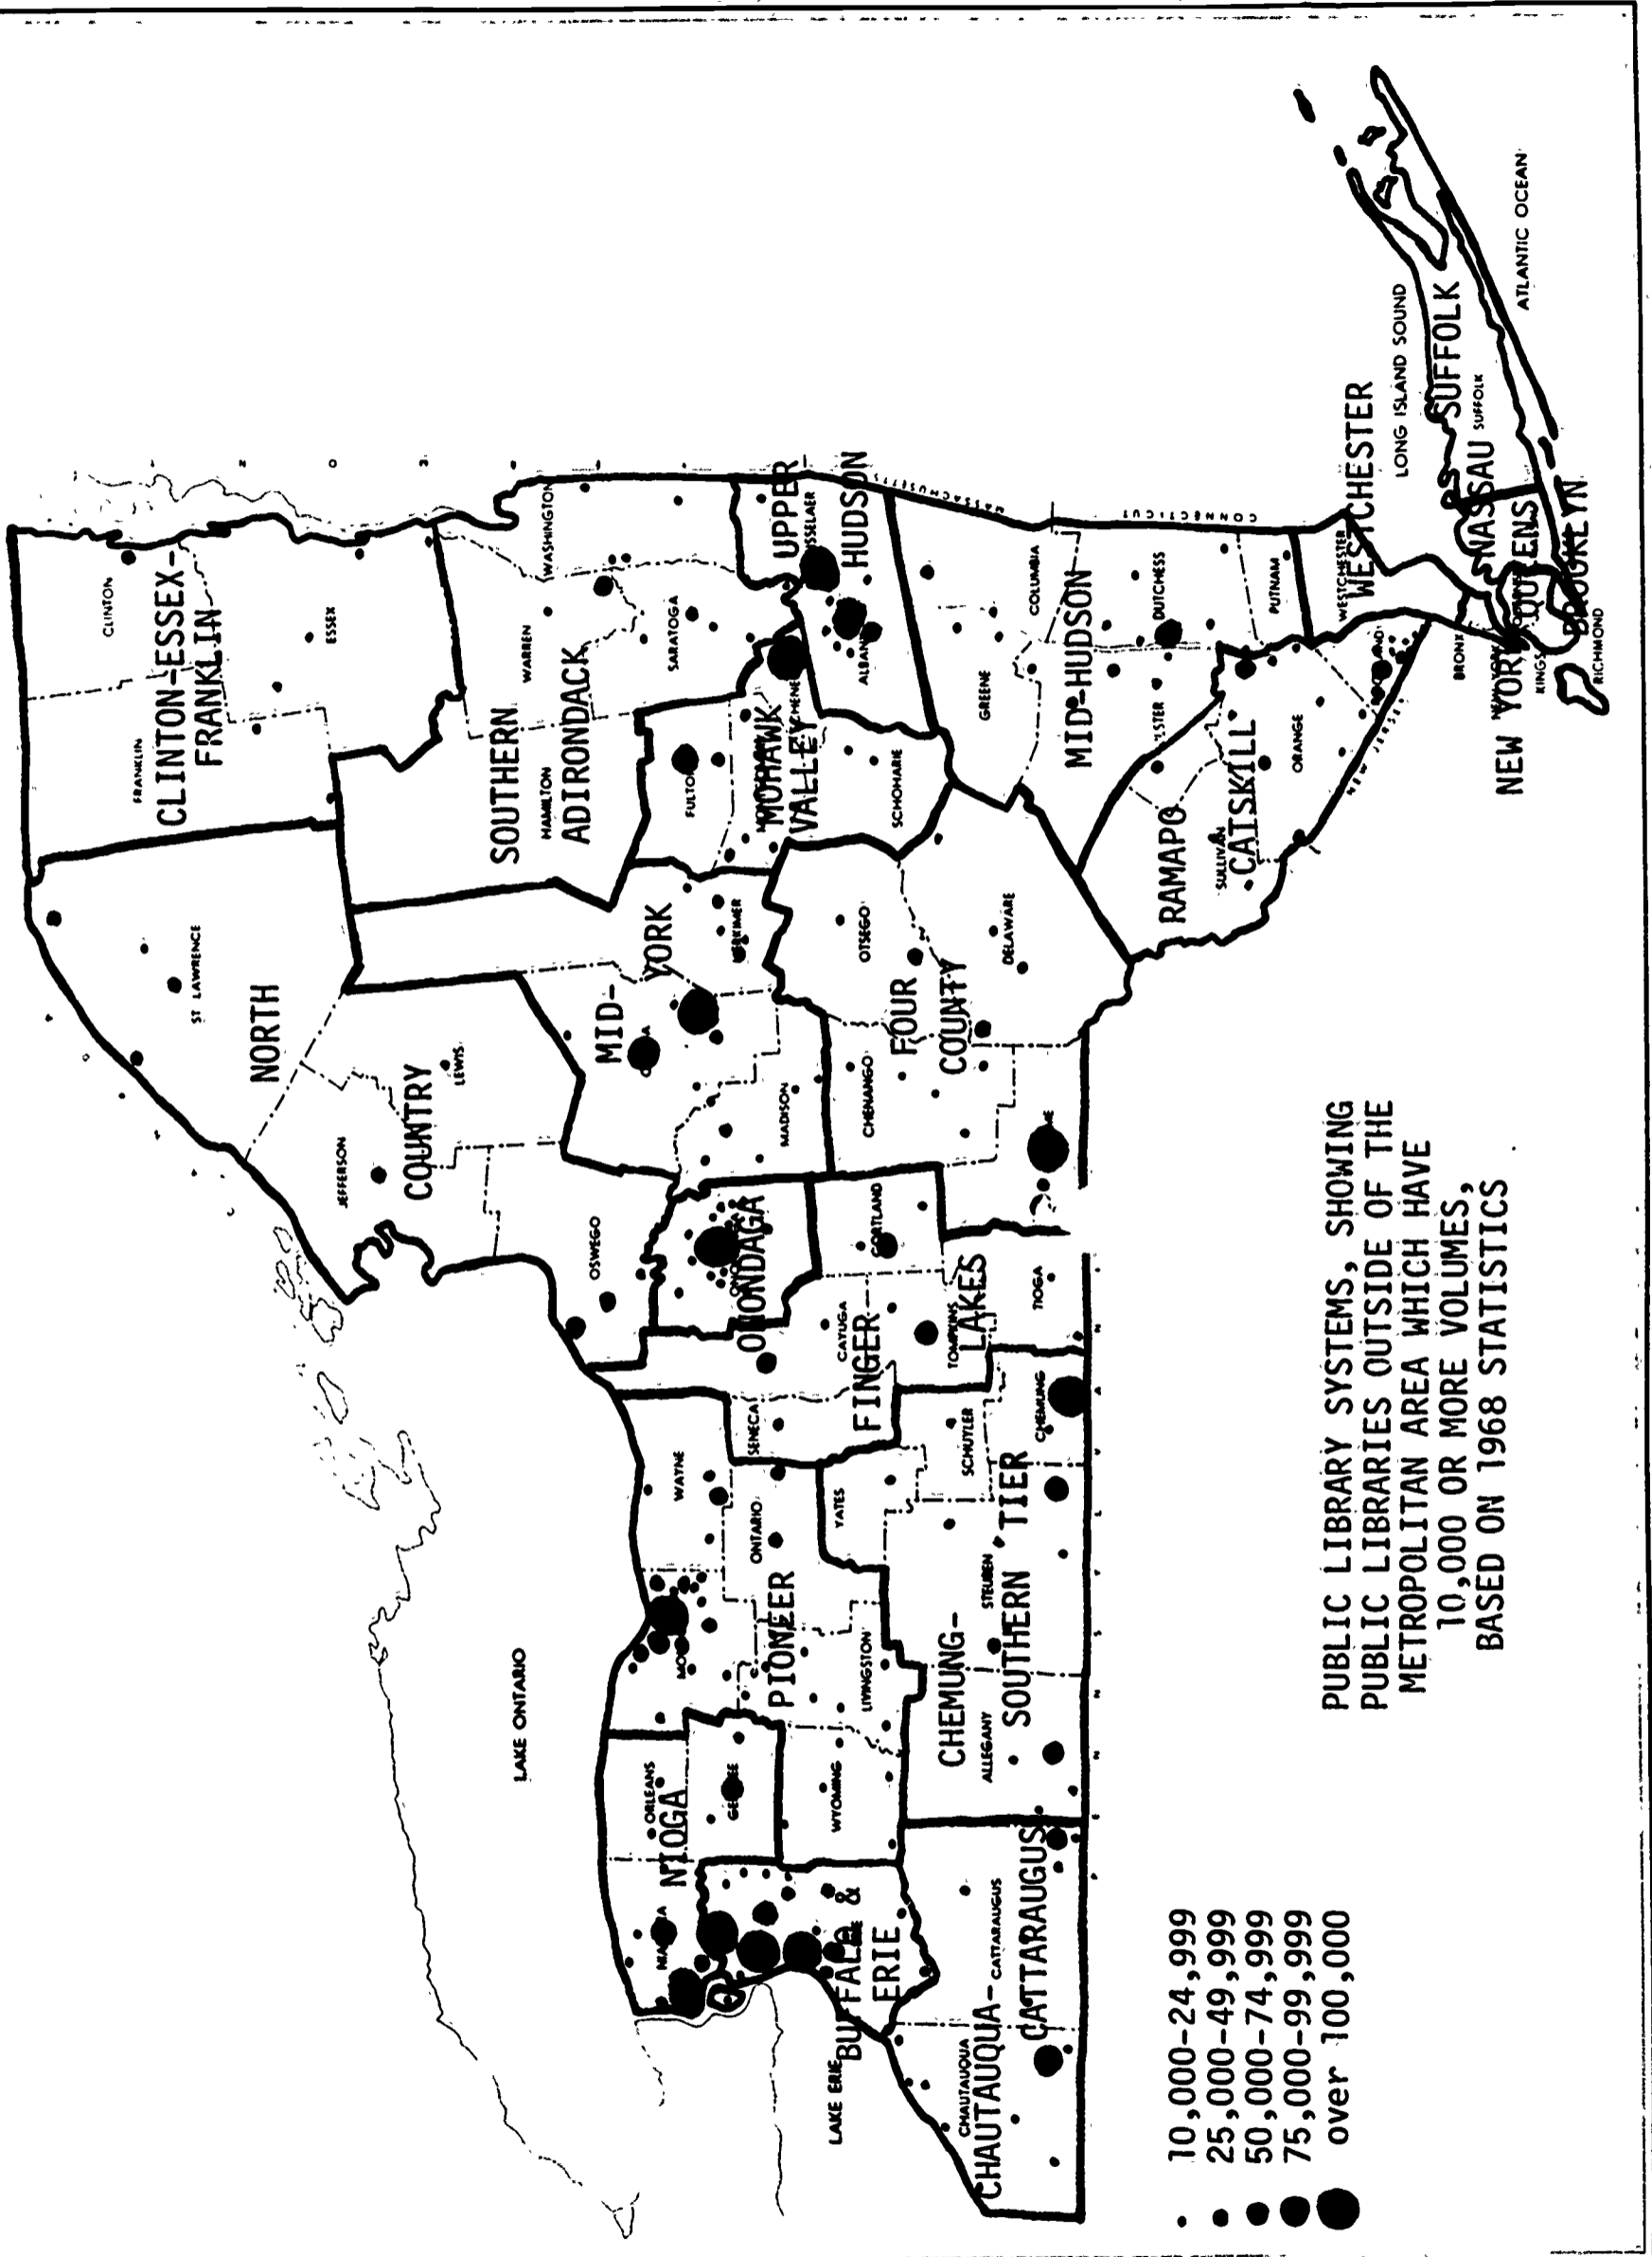 CLINTON
CLINTON-ESSEX-
FRANKLIN
FRANKLIN
ESSEX
ST LAWRENCE
NORTH
COUNTRY
JEFFERSON
LEWIS
OSWEGO
SOUTHERN
ADIRONDACK
HAMILTON
WARREN
WASHINGTON
SARATOGA
FULTON
MOHAWK
VALLEY
SCHOHARIE
UPPER
HUDSON
ALBANY
MASSACHUSETTS
MID-
YORK
HERKIMER
MADISON
FOUR
COUNTY
OTSEGO
CHENANGO
DELAWARE
GREENE
COLUMBIA
MID-HUDSON
DUTCHESS
ULSTER
PUTNAM
CONNECTICUT
RAMAPO
CATSKILL
SULLIVAN
ORANGE
NEW JERSEY
WESTCHESTER
WESTCHESTER
LONG ISLAND SOUND
SUFFOLK
SUFFOLK
NASSAU
QUEENS
BROOKLYN
NEW YORK
BRONX
KINGS
RICHMOND
ATLANTIC OCEAN
ONONDAGA
CORTLAND
CAYUGA
FINGER
LAKES
TOMPKINS
TIOGA
SENECA
WAYNE
ONTARIO
YATES
PIONEER
LIVINGSTON
WYOMING
SCHUYLER
CHEMUNG
STEUBEN
CHEMUNG-
SOUTHERN TIER
ALLEGANY
LAKE ONTARIO
ORLEANS
NIOGA
BUFFALO &
ERIE
LAKE ERIE
CHAUTAUQUA
CATTARAUGUS
CHAUTAUQUA-
CATTARAUGUS
PUBLIC LIBRARY SYSTEMS, SHOWING
PUBLIC LIBRARIES OUTSIDE OF THE
METROPOLITAN AREA WHICH HAVE
10,000 OR MORE VOLUMES,
BASED ON 1968 STATISTICS
10,000-24,999
25,000-49,999
50,000-74,999
75,000-99,999
over 100,000